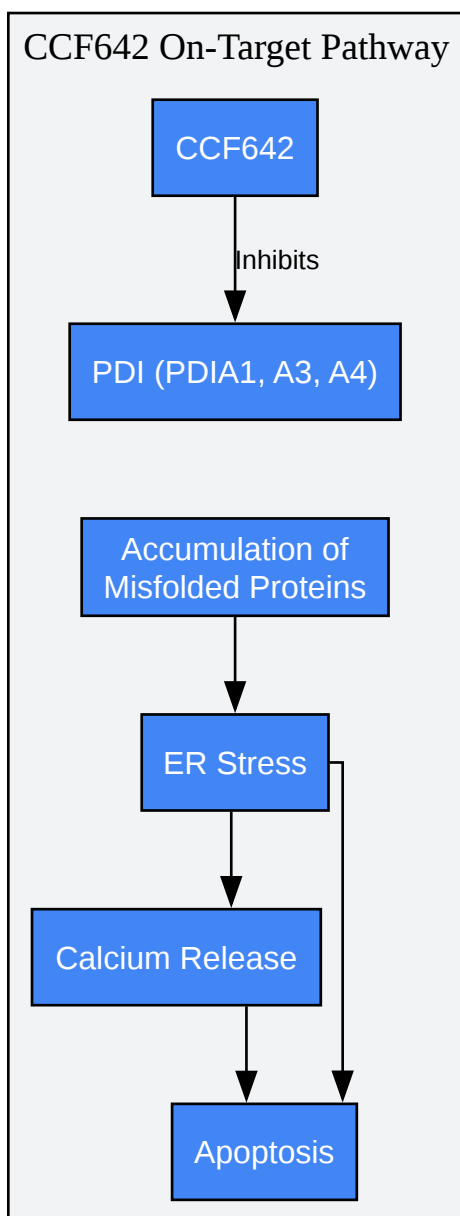 CCF642 On-Target Pathway
CCF642
Inhibits
PDI (PDIA1, A3, A4)
Accumulation of
Misfolded Proteins
ER Stress
Calcium Release
Apoptosis